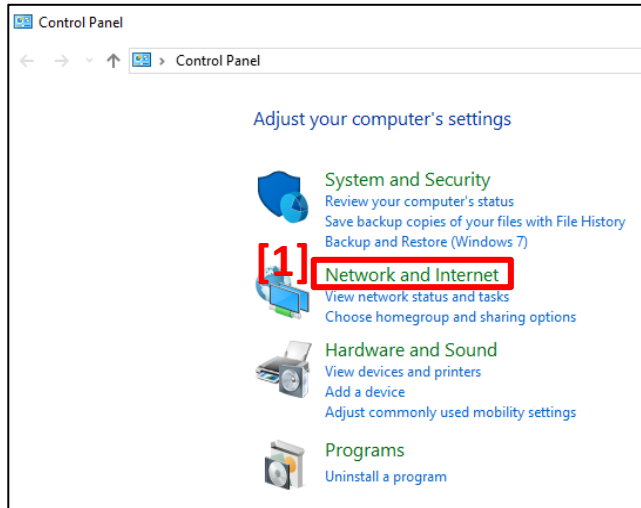 Control Panel
Control Panel
Adjust your computer's settings
System and Security
Review your computer's status
Save backup copies of your files with File History
Backup and Restore (Windows 7)
[1]
Network and Internet
View network status and tasks
Choose homegroup and sharing options
Hardware and Sound
View devices and printers
Add a device
Adjust commonly used mobility settings
Programs
Uninstall a program